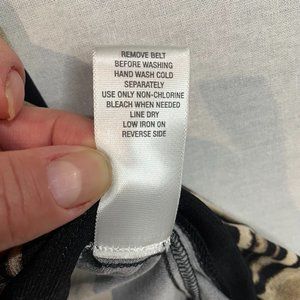 REMOVE BELT
BEFORE WASHING
HAND WASH COLD
SEPARATELY
USE ONLY NON-CHLORINE
BLEACH WHEN NEEDED
LINE DRY
LOW IRON ON
REVERSE SIDE